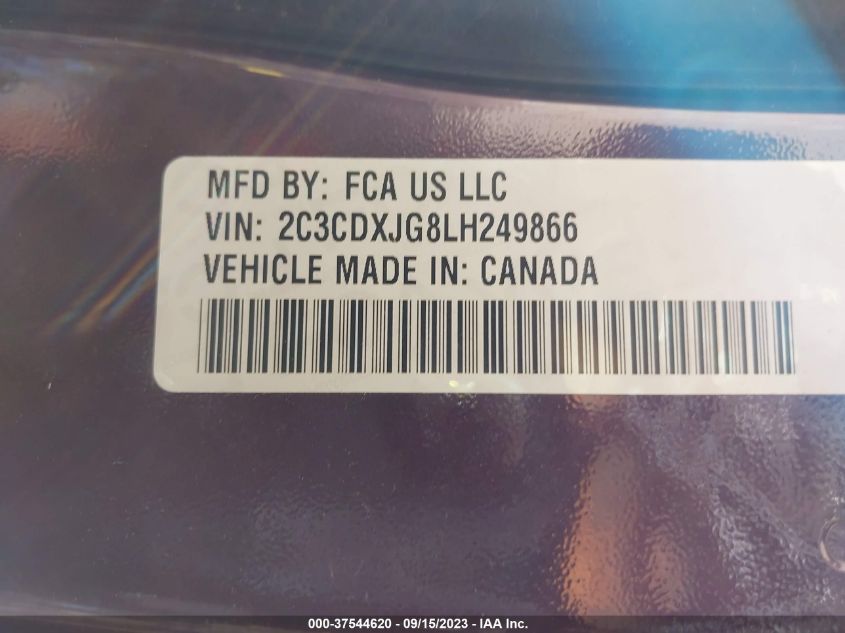 MFD BY: FCA US LLC
VIN: 2C3CDXJG8LH249866
VEHICLE MADE IN: CANADA
000-37544620 - 09/15/2023 - IAA Inc.